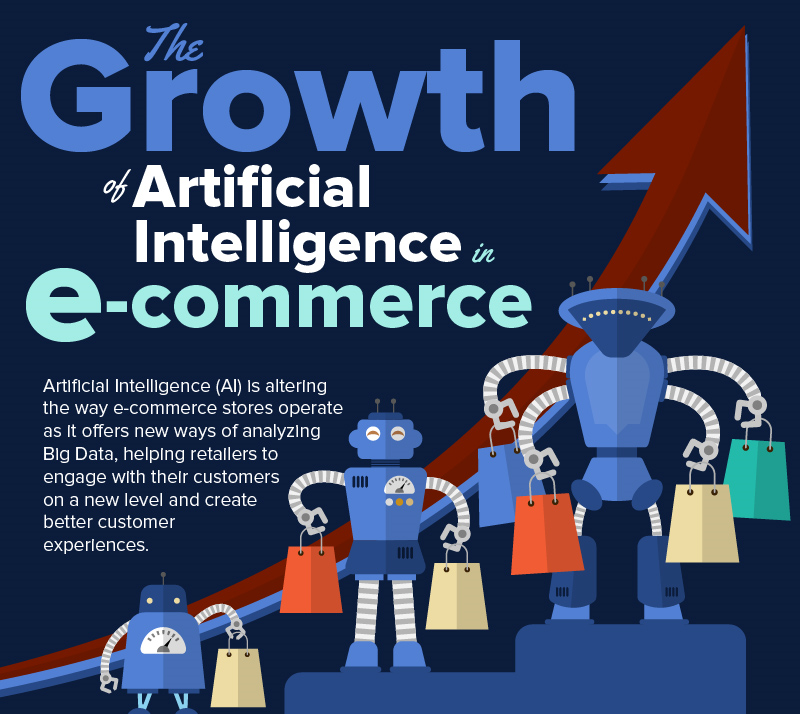 The
Growth
of Artificial
Intelligence in
e-commerce
Artificial Intelligence (AI) is altering
the way e-commerce stores operate
as it offers new ways of analyzing
Big Data, helping retailers to
engage with their customers
on a new level and create
better customer
experiences.